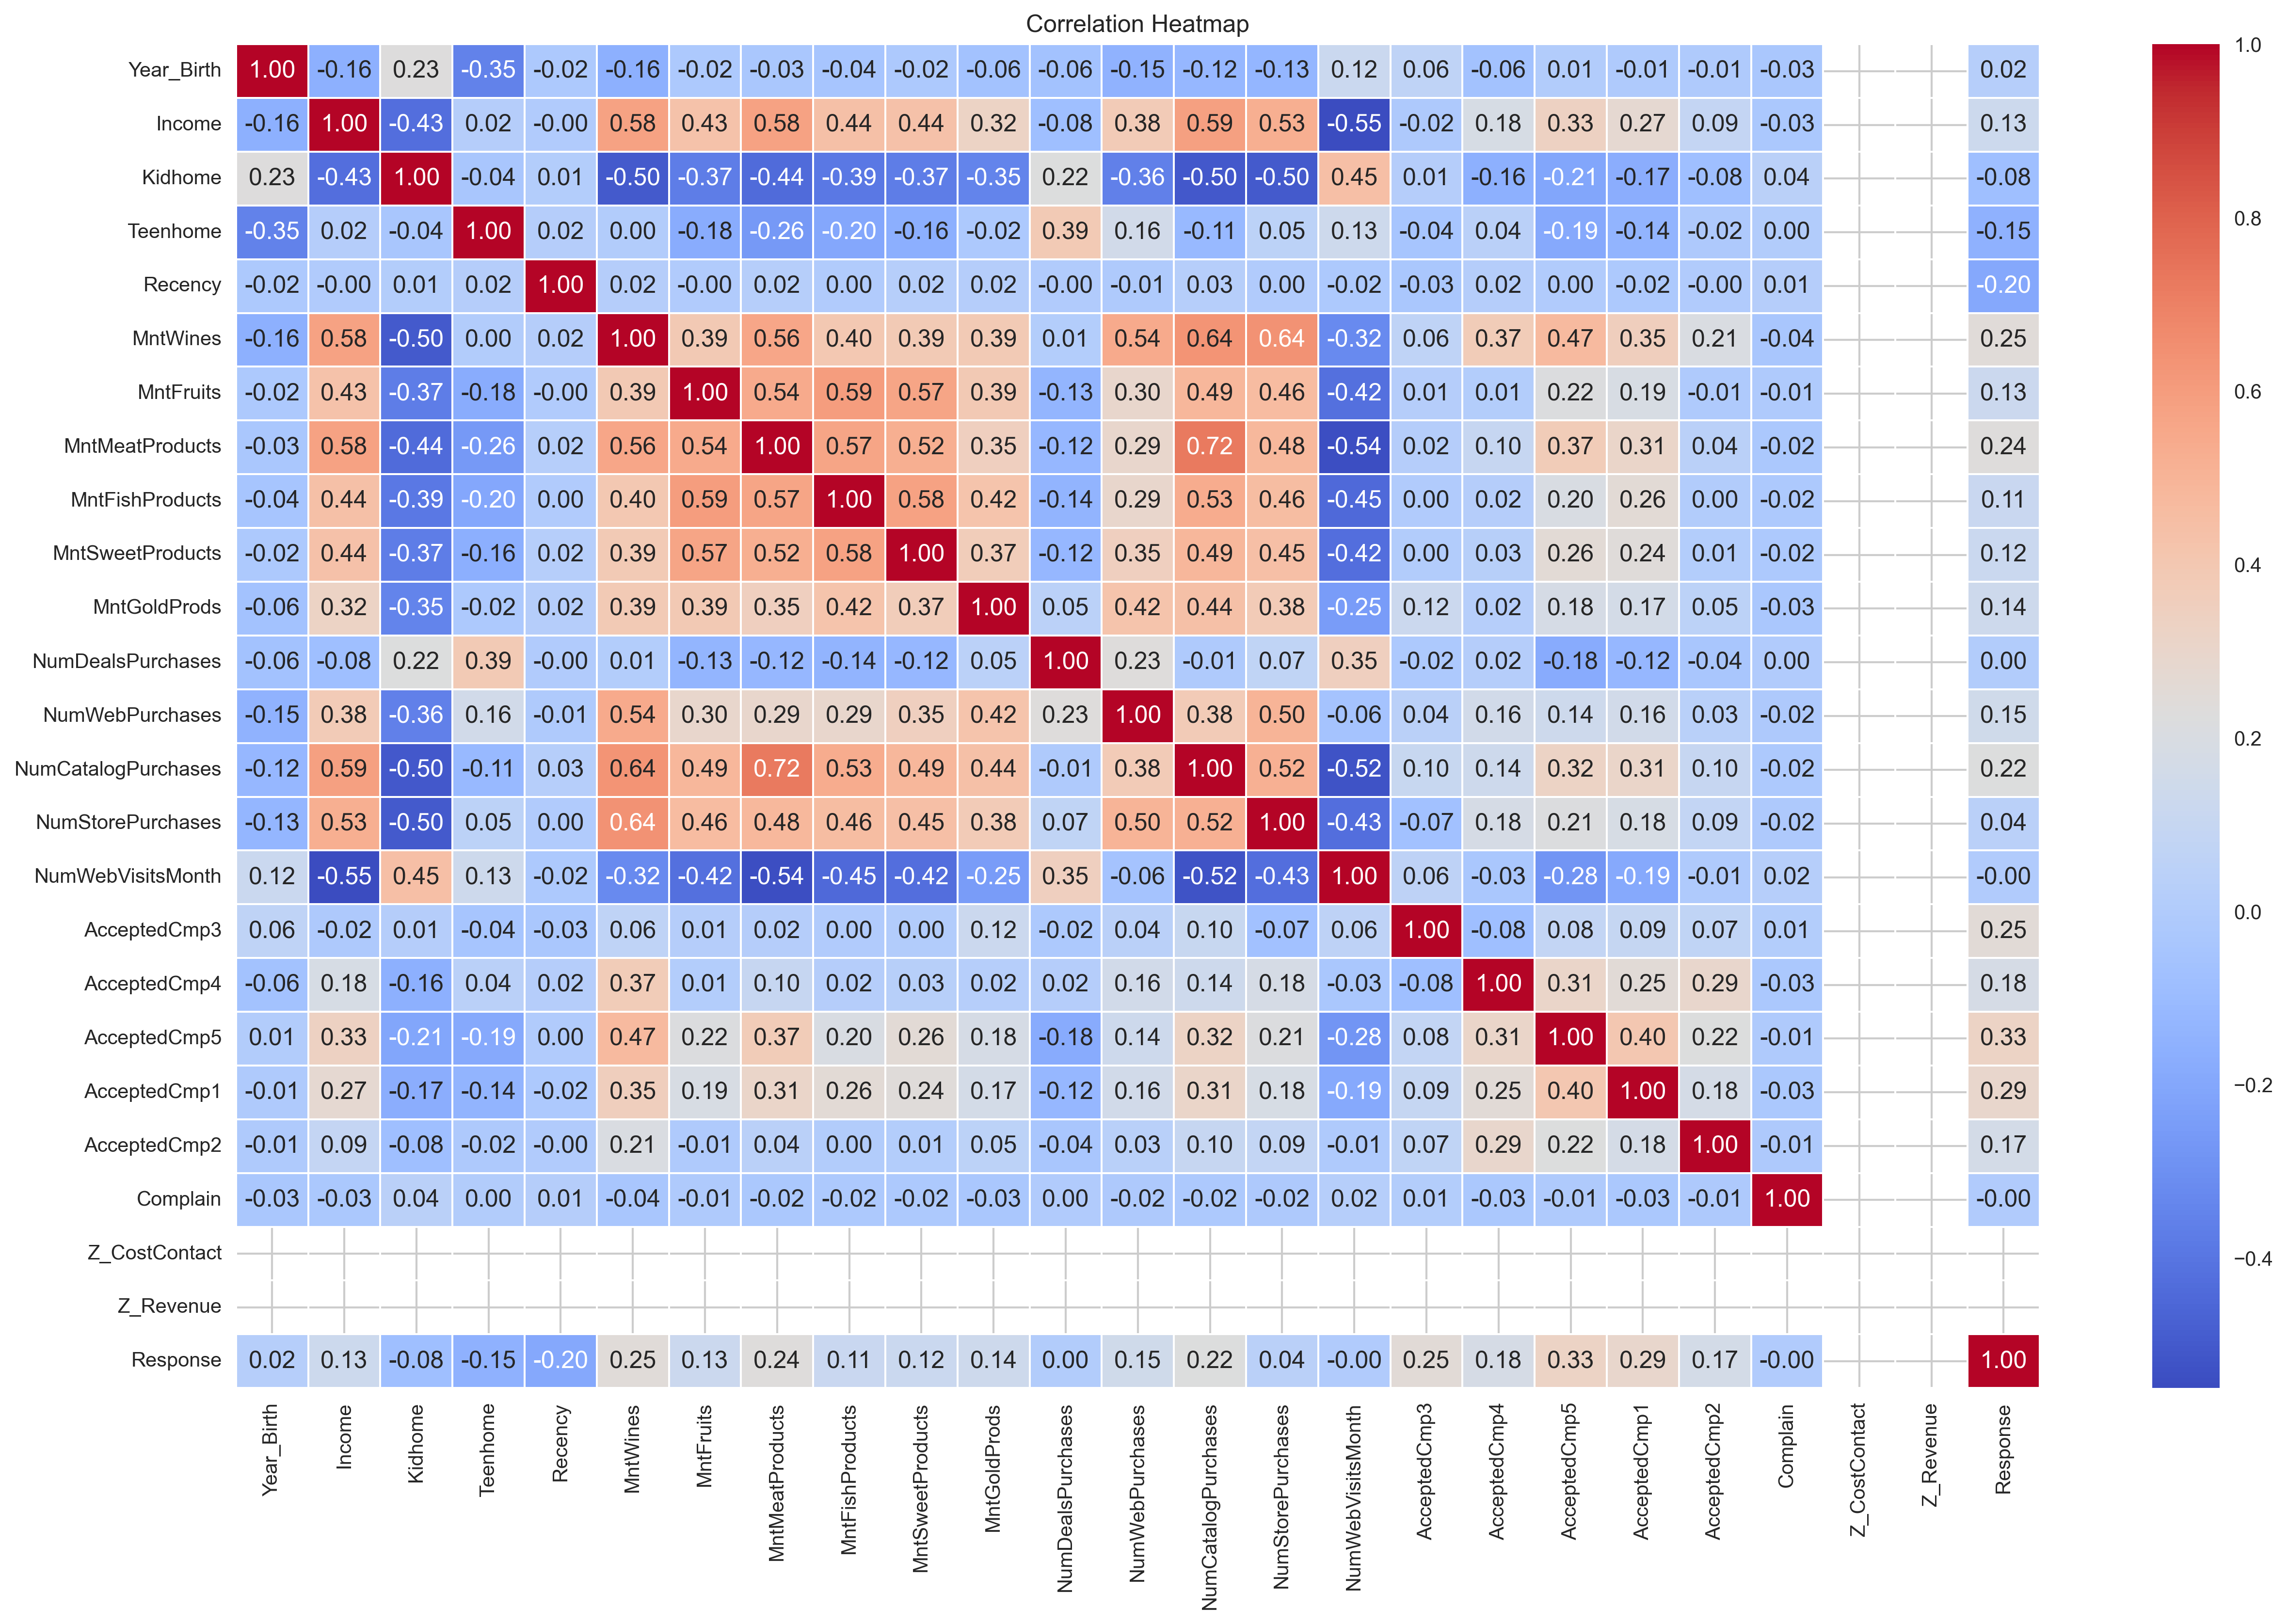 Correlation Heatmap
Year_Birth 1.00 -0.16 0.23 -0.35 -0.02 -0.16 -0.02 -0.03 -0.04 -0.02 -0.06 -0.06 -0.15 -0.12 -0.13 0.12 0.06 -0.06 0.01 -0.01 -0.01 -0.03 0.02
Income -0.16 1.00 -0.43 0.02 -0.00 0.58 0.43 0.58 0.44 0.44 0.32 -0.08 0.38 0.59 0.53 -0.55 -0.02 0.18 0.33 0.27 0.09 -0.03 0.13
Kidhome 0.23 -0.43 1.00 -0.04 0.01 -0.50 -0.37 -0.44 -0.39 -0.37 -0.35 0.22 -0.36 -0.50 -0.50 0.45 0.01 -0.16 -0.21 -0.17 -0.08 0.04 -0.08
Teenhome -0.35 0.02 -0.04 1.00 0.02 0.00 -0.18 -0.26 -0.20 -0.16 -0.02 0.39 0.16 -0.11 0.05 0.13 -0.04 0.04 -0.19 -0.14 -0.02 0.00 -0.15
Recency -0.02 -0.00 0.01 0.02 1.00 0.02 -0.00 0.02 0.00 0.02 0.02 -0.00 -0.01 0.03 0.00 -0.02 -0.03 0.02 0.00 -0.02 -0.00 0.01 -0.20
MntWines -0.16 0.58 -0.50 0.00 0.02 1.00 0.39 0.56 0.40 0.39 0.39 0.01 0.54 0.64 0.64 -0.32 0.06 0.37 0.47 0.35 0.21 -0.04 0.25
MntFruits -0.02 0.43 -0.37 -0.18 -0.00 0.39 1.00 0.54 0.59 0.57 0.39 -0.13 0.30 0.49 0.46 -0.42 0.01 0.01 0.22 0.19 -0.01 -0.01 0.13
MntMeatProducts -0.03 0.58 -0.44 -0.26 0.02 0.56 0.54 1.00 0.57 0.52 0.35 -0.12 0.29 0.72 0.48 -0.54 0.02 0.10 0.37 0.31 0.04 -0.02 0.24
MntFishProducts -0.04 0.44 -0.39 -0.20 0.00 0.40 0.59 0.57 1.00 0.58 0.42 -0.14 0.29 0.53 0.46 -0.45 0.00 0.02 0.20 0.26 0.00 -0.02 0.11
MntSweetProducts -0.02 0.44 -0.37 -0.16 0.02 0.39 0.57 0.52 0.58 1.00 0.37 -0.12 0.35 0.49 0.45 -0.42 0.00 0.03 0.26 0.24 0.01 -0.02 0.12
MntGoldProds -0.06 0.32 -0.35 -0.02 0.02 0.39 0.39 0.35 0.42 0.37 1.00 0.05 0.42 0.44 0.38 -0.25 0.12 0.02 0.18 0.17 0.05 -0.03 0.14
NumDealsPurchases -0.06 -0.08 0.22 0.39 -0.00 0.01 -0.13 -0.12 -0.14 -0.12 0.05 1.00 0.23 -0.01 0.07 0.35 -0.02 0.02 -0.18 -0.12 -0.04 0.00 0.00
NumWebPurchases -0.15 0.38 -0.36 0.16 -0.01 0.54 0.30 0.29 0.29 0.35 0.42 0.23 1.00 0.38 0.50 -0.06 0.04 0.16 0.14 0.16 0.03 -0.02 0.15
NumCatalogPurchases -0.12 0.59 -0.50 -0.11 0.03 0.64 0.49 0.72 0.53 0.49 0.44 -0.01 0.38 1.00 0.52 -0.52 0.10 0.14 0.32 0.31 0.10 -0.02 0.22
NumStorePurchases -0.13 0.53 -0.50 0.05 0.00 0.64 0.46 0.48 0.46 0.45 0.38 0.07 0.50 0.52 1.00 -0.43 -0.07 0.18 0.21 0.18 0.09 -0.02 0.04
NumWebVisitsMonth 0.12 -0.55 0.45 0.13 -0.02 -0.32 -0.42 -0.54 -0.45 -0.42 -0.25 0.35 -0.06 -0.52 -0.43 1.00 0.06 -0.03 -0.28 -0.19 -0.01 0.02 -0.00
AcceptedCmp3 0.06 -0.02 0.01 -0.04 -0.03 0.06 0.01 0.02 0.00 0.00 0.12 -0.02 0.04 0.10 -0.07 0.06 1.00 -0.08 0.08 0.09 0.07 0.01 0.25
AcceptedCmp4 -0.06 0.18 -0.16 0.04 0.02 0.37 0.01 0.10 0.02 0.03 0.02 0.02 0.16 0.14 0.18 -0.03 -0.08 1.00 0.31 0.25 0.29 -0.03 0.18
AcceptedCmp5 0.01 0.33 -0.21 -0.19 0.00 0.47 0.22 0.37 0.20 0.26 0.18 -0.18 0.14 0.32 0.21 -0.28 0.08 0.31 1.00 0.40 0.22 -0.01 0.33
AcceptedCmp1 -0.01 0.27 -0.17 -0.14 -0.02 0.35 0.19 0.31 0.26 0.24 0.17 -0.12 0.16 0.31 0.18 -0.19 0.09 0.25 0.40 1.00 0.18 -0.03 0.29
AcceptedCmp2 -0.01 0.09 -0.08 -0.02 -0.00 0.21 -0.01 0.04 0.00 0.01 0.05 -0.04 0.03 0.10 0.09 -0.01 0.07 0.29 0.22 0.18 1.00 -0.01 0.17
Complain -0.03 -0.03 0.04 0.00 0.01 -0.04 -0.01 -0.02 -0.02 -0.02 -0.03 0.00 -0.02 -0.02 -0.02 0.02 0.01 -0.03 -0.01 -0.03 -0.01 1.00 -0.00
Z_CostContact
Z_Revenue
Response 0.02 0.13 -0.08 -0.15 -0.20 0.25 0.13 0.24 0.11 0.12 0.14 0.00 0.15 0.22 0.04 -0.00 0.25 0.18 0.33 0.29 0.17 -0.00 1.00
Year_Birth
Income
Kidhome
Teenhome
Recency
MntWines
MntFruits
MntMeatProducts
MntFishProducts
MntSweetProducts
MntGoldProds
NumDealsPurchases
NumWebPurchases
NumCatalogPurchases
NumStorePurchases
NumWebVisitsMonth
AcceptedCmp3
AcceptedCmp4
AcceptedCmp5
AcceptedCmp1
AcceptedCmp2
Complain
Z_CostContact
Z_Revenue
Response
1.0
0.8
0.6
0.4
0.2
0.0
−0.2
−0.4